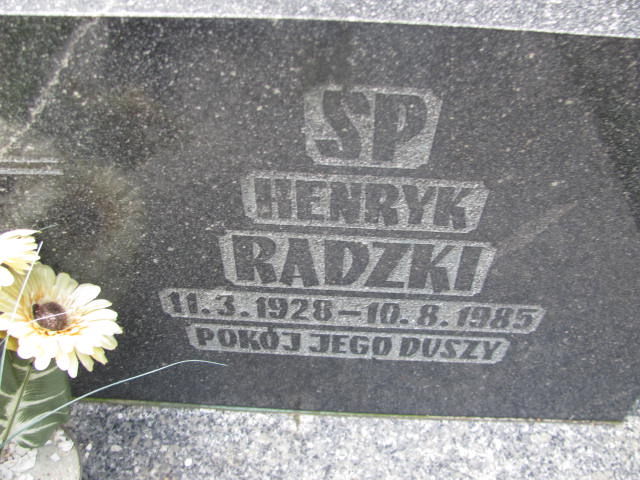 SP
HENRYK
RADZKI
11.3.1928 – 10.8.1985
POKÓJ JEGO DUSZY